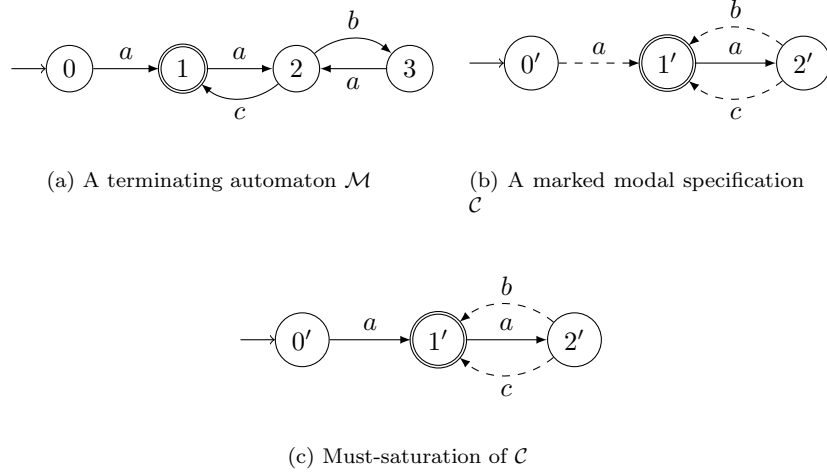 b b
0 a 1 a 2 3 0′ a 1′ a 2′
c a c
(a) A terminating automaton M
(b) A marked modal specification
C
b
0′ a 1′ a 2′
c
(c) Must-saturation of C